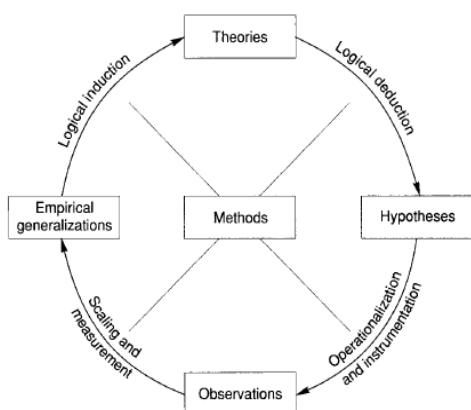 Theories
Logical induction
Logical deduction
Empirical
generalizations
Methods
Hypotheses
Scaling and
measurement
Operationalization
and instrumentation
Observations